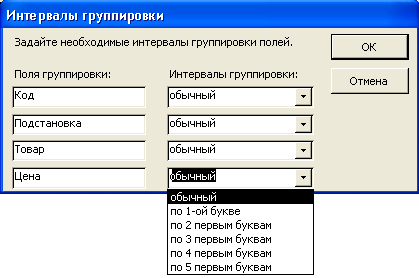 Интервалы группировки
Задайте необходимые интервалы группировки полей.
OK
Отмена
Поля группировки: Интервалы группировки:
Код обычный
Подстановка обычный
Товар обычный
Цена обычный
обычный
по 1-ой букве
по 2 первым буквам
по 3 первым буквам
по 4 первым буквам
по 5 первым буквам